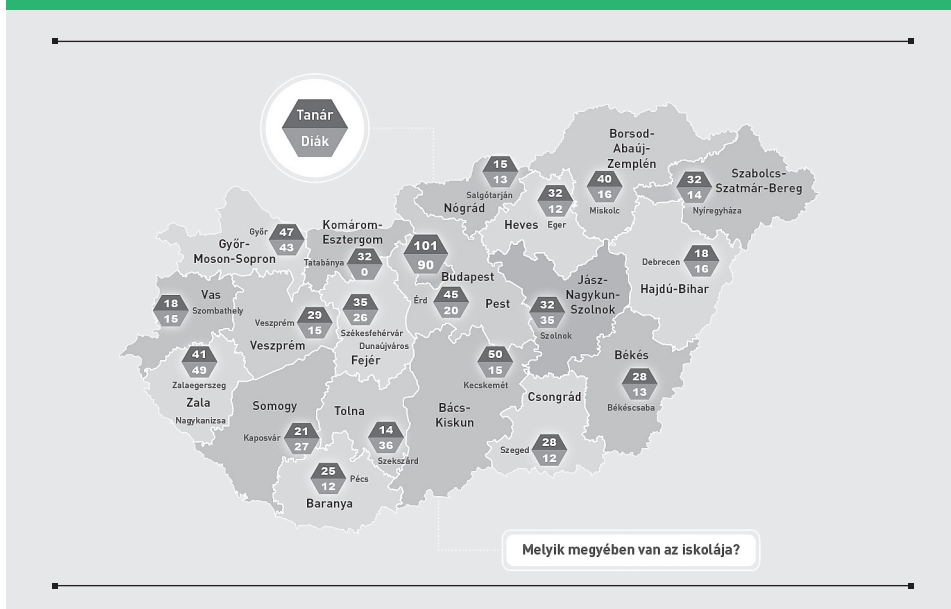 Tanár
Diák
Borsod-
Abaúj-
Zemplén
40
16
Miskolc
Szabolcs-
Szatmár-Bereg
32
14
Nyíregyháza
15
13
Salgótarján
Nógrád
32
12
Heves Eger
Győr
47
43
Győr-
Moson-Sopron
Komárom-
Esztergom
Tatabánya
32
0
101
90
Budapest
Érd
45
20
Pest
Debrecen
18
16
Hajdú-Bihar
Jász-
Nagykun-
Szolnok
32
35
Szolnok
Vas
18
15
Szombathely
Veszprém
29
15
Veszprém
35
26
Székesfehérvár
Dunaújváros
Fejér
41
49
Zalaegerszeg
Zala
Nagykanizsa
50
15
Kecskemét
Bács-
Kiskun
Békés
28
13
Békéscsaba
Csongrád
Szeged
28
12
Somogy
Kaposvár
21
27
Tolna
14
36
Szekszárd
25
12
Pécs
Baranya
Melyik megyében van az iskolája?